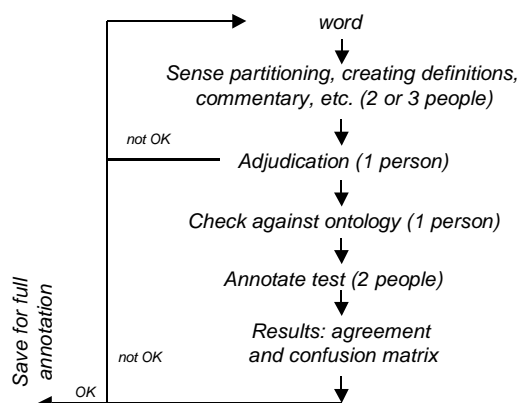 word
Sense partitioning, creating definitions,
commentary, etc. (2 or 3 people)
not OK
Adjudication (1 person)
Check against ontology (1 person)
Annotate test (2 people)
Save for full
annotation
Results: agreement
and confusion matrix
not OK
OK